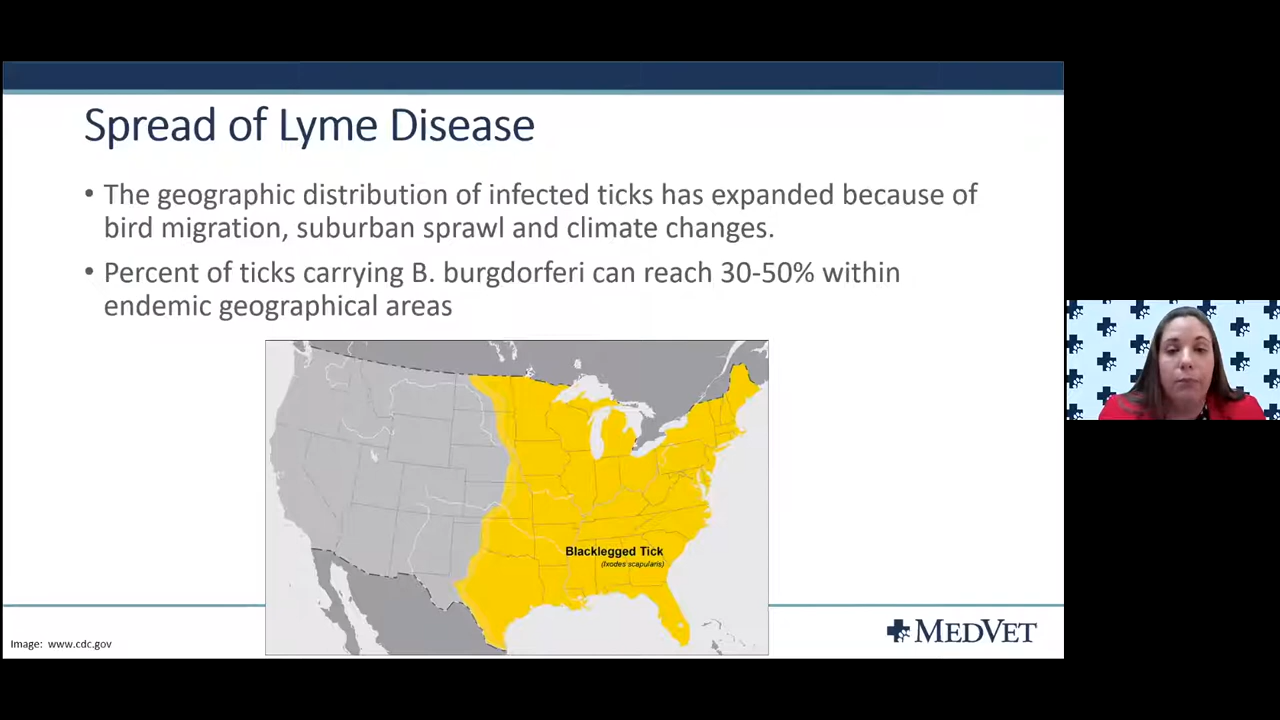 Spread of Lyme Disease
• The geographic distribution of infected ticks has expanded because of
bird migration, suburban sprawl and climate changes.
• Percent of ticks carrying B. burgdorferi can reach 30-50% within
endemic geographical areas
Blacklegged Tick
(Ixodes scapularis)
Image: www.cdc.gov
MEDVET